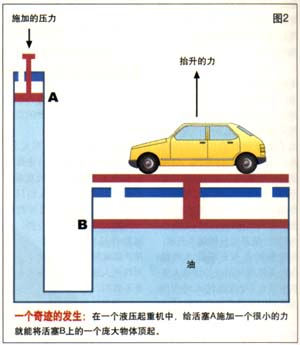 图2
施加的压力
抬升的力
A
B
油
一个奇迹的发生：在一个液压起重机中，给活塞A施加一个很小的力
就能将活塞B上的一个庞大物体顶起。